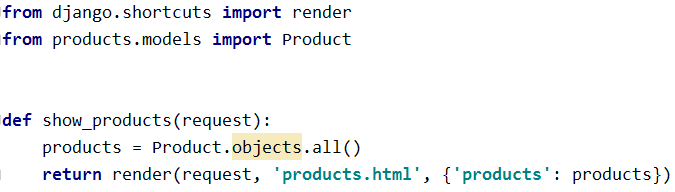 from django.shortcuts import render
from products.models import Product
def show_products(request):
    products = Product.objects.all()
    return render(request, 'products.html', {'products': products})